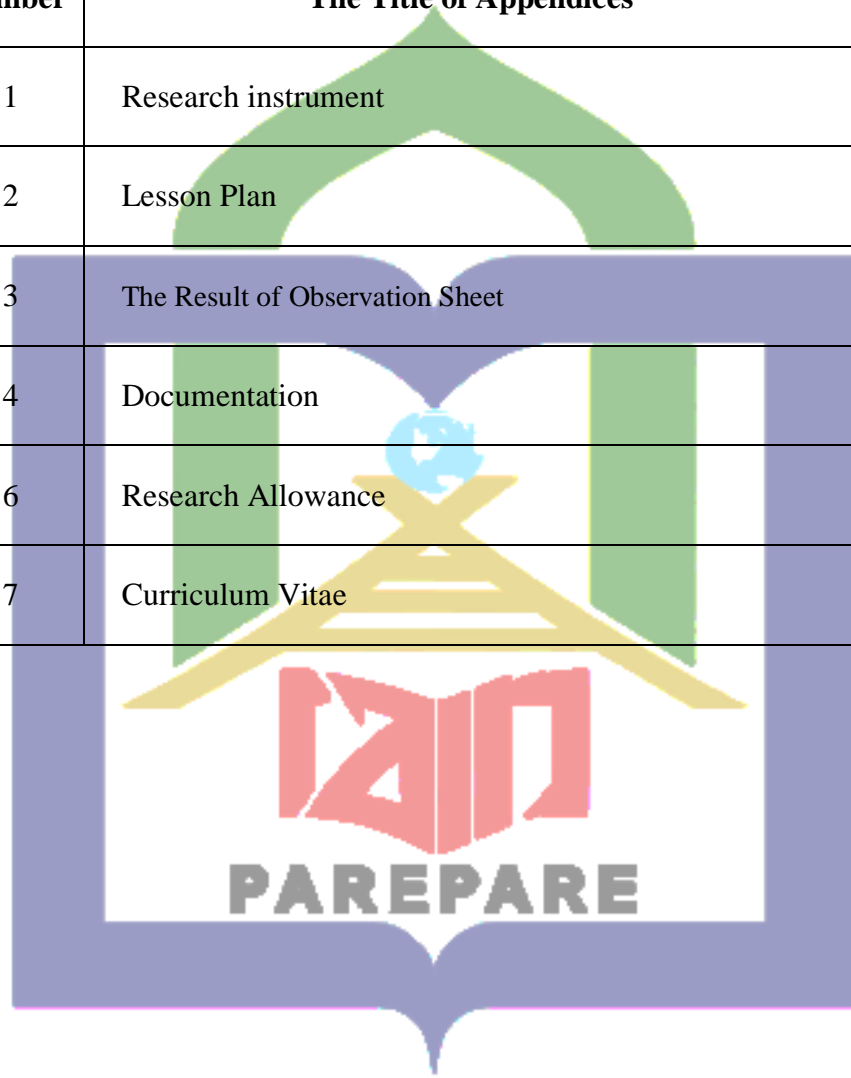 The Title of Appendices
1 Research instrument
2 Lesson Plan
3 The Result of Observation Sheet
4 Documentation
6 Research Allowance
7 Curriculum Vitae
iain
PAREPARE